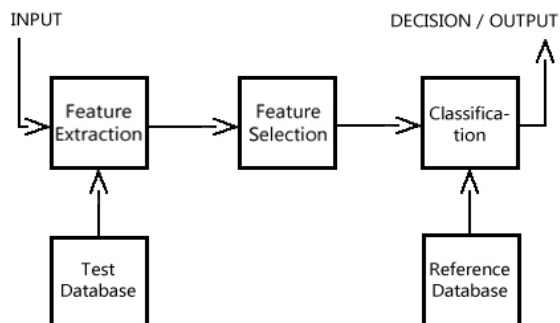 INPUT
DECISION / OUTPUT
Feature
Extraction
Feature
Selection
Classifica-
tion
Test
Database
Reference
Database